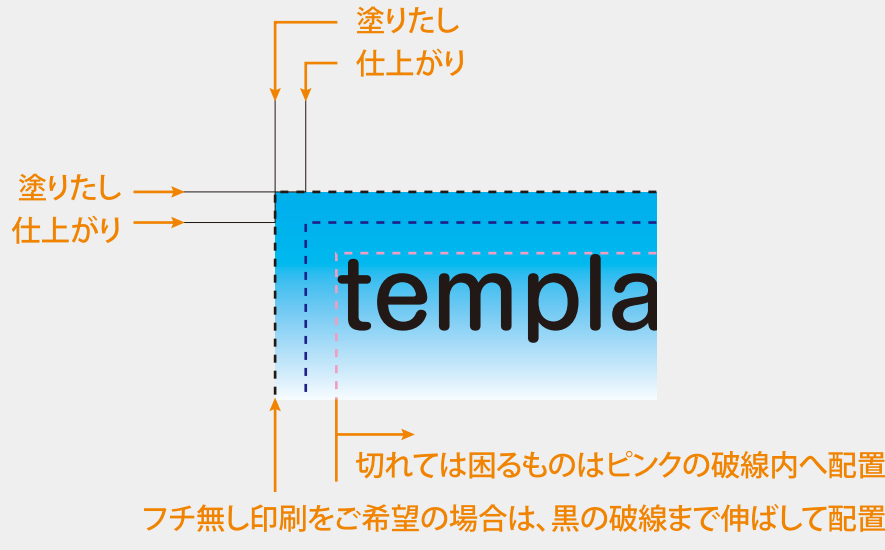 塗りたし
仕上がり
塗りたし
仕上がり
templa
切れては困るものはピンクの破線内へ配置
フチ無し印刷をご希望の場合は、黒の破線まで伸ばして配置